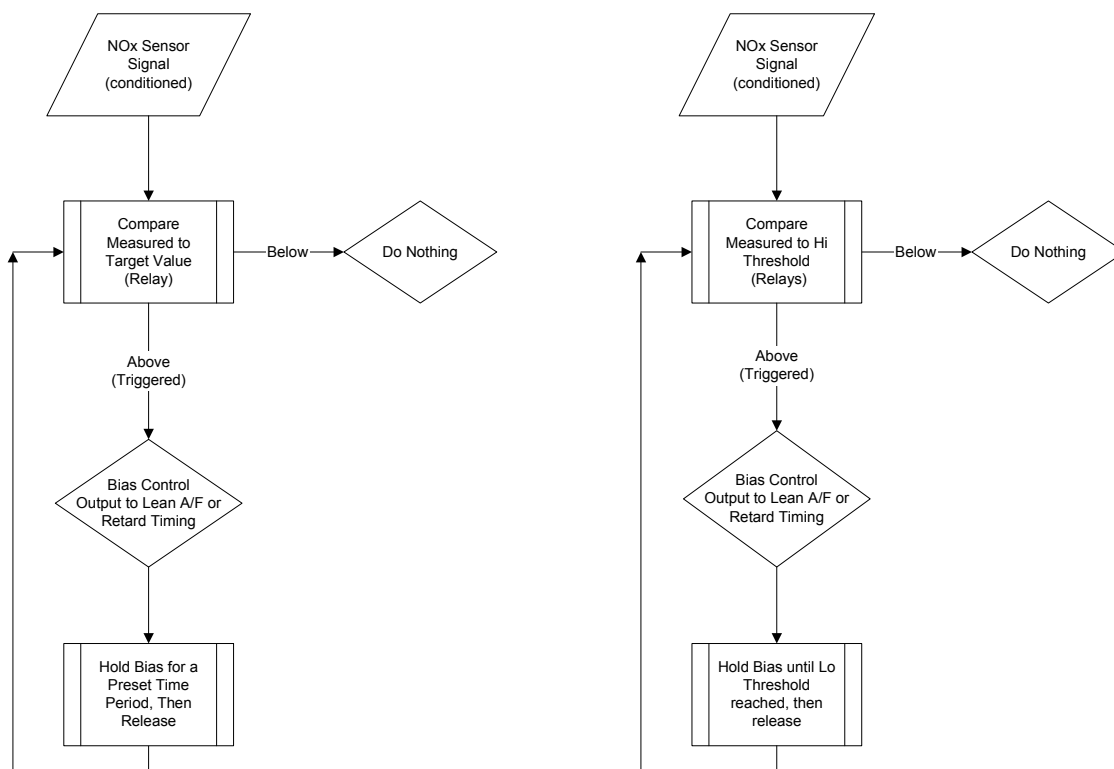 NOx Sensor
Signal
(conditioned)
Compare
Measured to
Target Value
(Relay)
Below
Do Nothing
Above
(Triggered)
Bias Control
Output to Lean A/F or
Retard Timing
Hold Bias for a
Preset Time
Period, Then
Release
NOx Sensor
Signal
(conditioned)
Compare
Measured to Hi
Threshold
(Relays)
Below
Do Nothing
Above
(Triggered)
Bias Control
Output to Lean A/F or
Retard Timing
Hold Bias until Lo
Threshold
reached, then
release